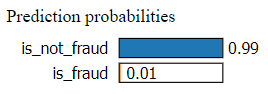 Prediction probabilities
is_not_fraud 0.99
is_fraud 0.01